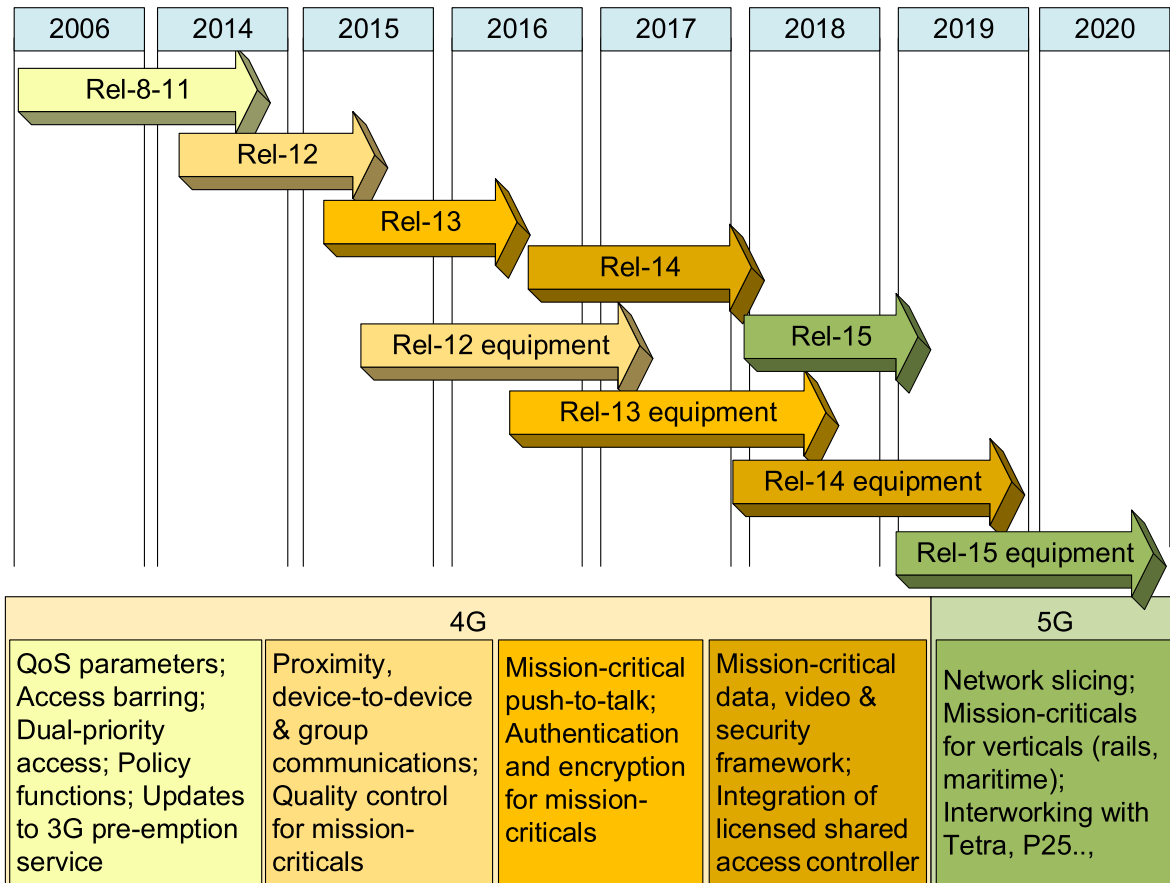 2006 2014 2015 2016 2017 2018 2019 2020
Rel-8-11
Rel-12
Rel-13
Rel-14
Rel-15
Rel-12 equipment
Rel-13 equipment
Rel-14 equipment
Rel-15 equipment
4G
QoS parameters;
Access barring;
Dual-priority
access; Policy
functions; Updates
to 3G pre-emption
service
Proximity,
device-to-device
& group
communications;
Quality control
for mission-
criticals
Mission-critical
push-to-talk;
Authentication
and encryption
for mission-
criticals
Mission-critical
data, video &
security
framework;
Integration of
licensed shared
access controller
5G
Network slicing;
Mission-criticals
for verticals (rails,
maritime);
Interworking with
Tetra, P25..,